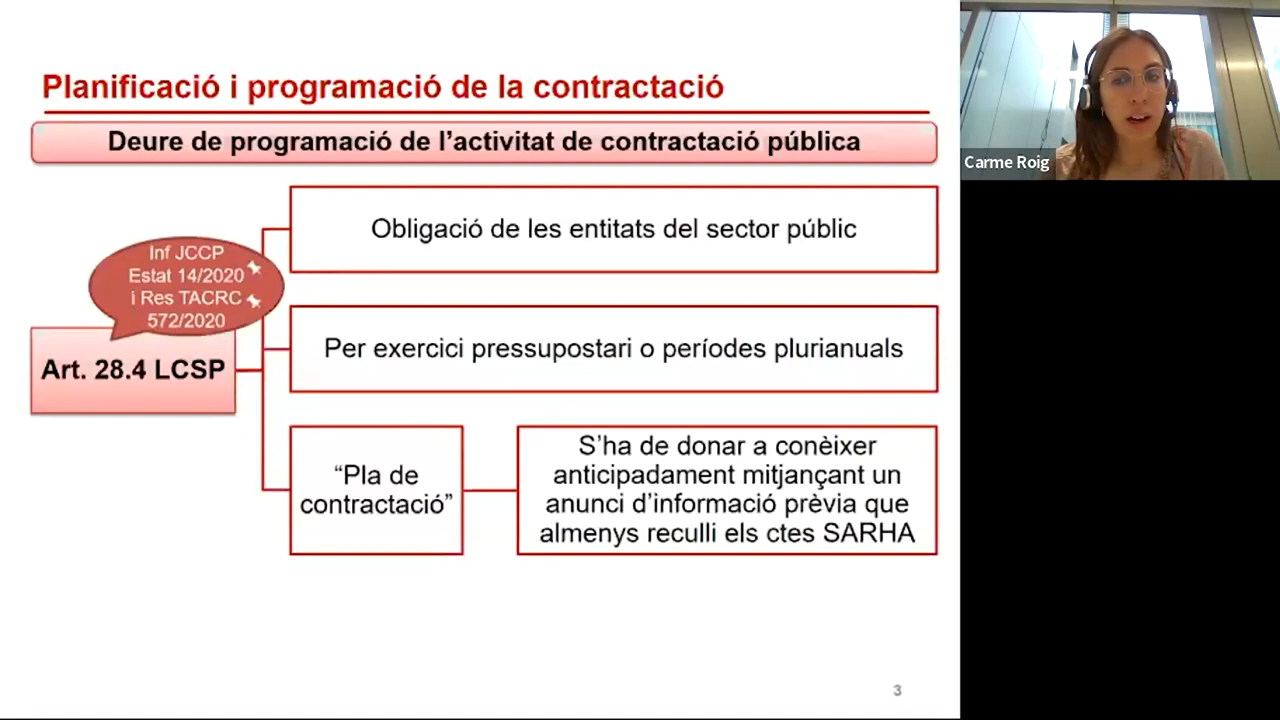 Planificació i programació de la contractació
Deure de programació de l'activitat de contractació pública
Obligació de les entitats del sector públic
Inf JCCP
Estat 14/2020
i Res TACRC
572/2020
Art. 28.4 LCSP
Per exercici pressupostari o períodes plurianuals
“Pla de
contractació”
S’ha de donar a conèixer
anticipadament mitjançant un
anunci d’informació prèvia que
almenys reculli els ctes SARHA
3
Carme Roig